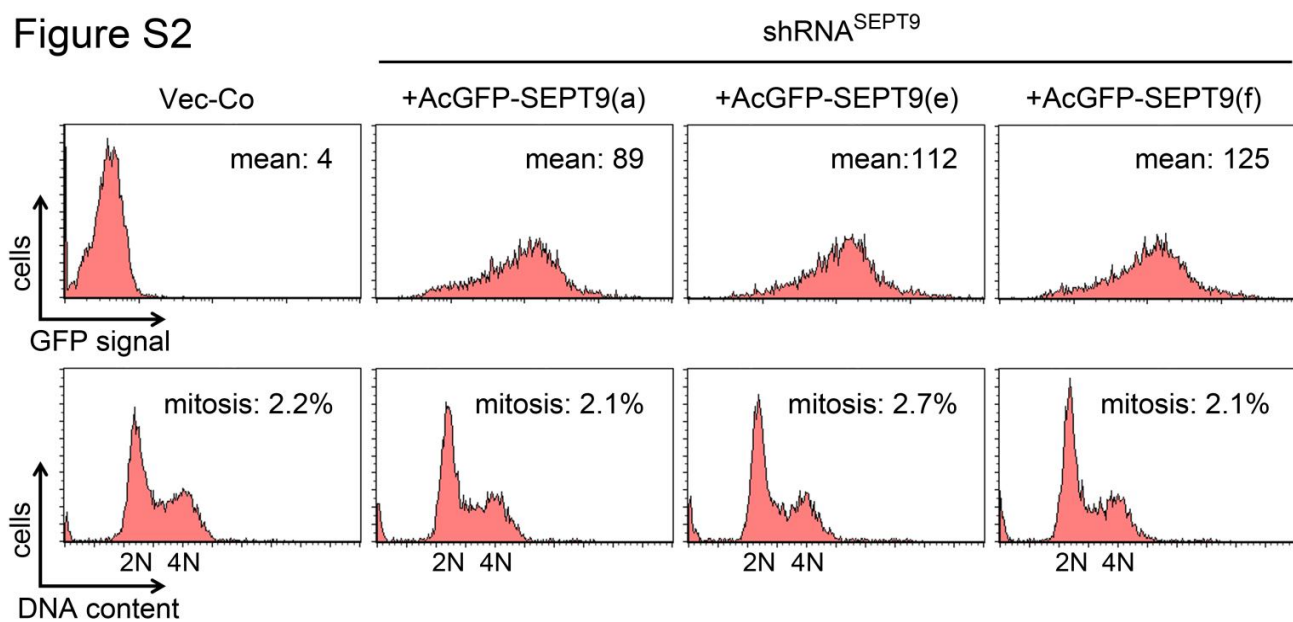 Figure S2
shRNA^SEPT9
Vec-Co
+AcGFP-SEPT9(a)
+AcGFP-SEPT9(e)
+AcGFP-SEPT9(f)
mean: 4
mean: 89
mean:112
mean: 125
cells
GFP signal
mitosis: 2.2%
mitosis: 2.1%
mitosis: 2.7%
mitosis: 2.1%
cells
2N 4N
2N 4N
2N 4N
2N 4N
DNA content